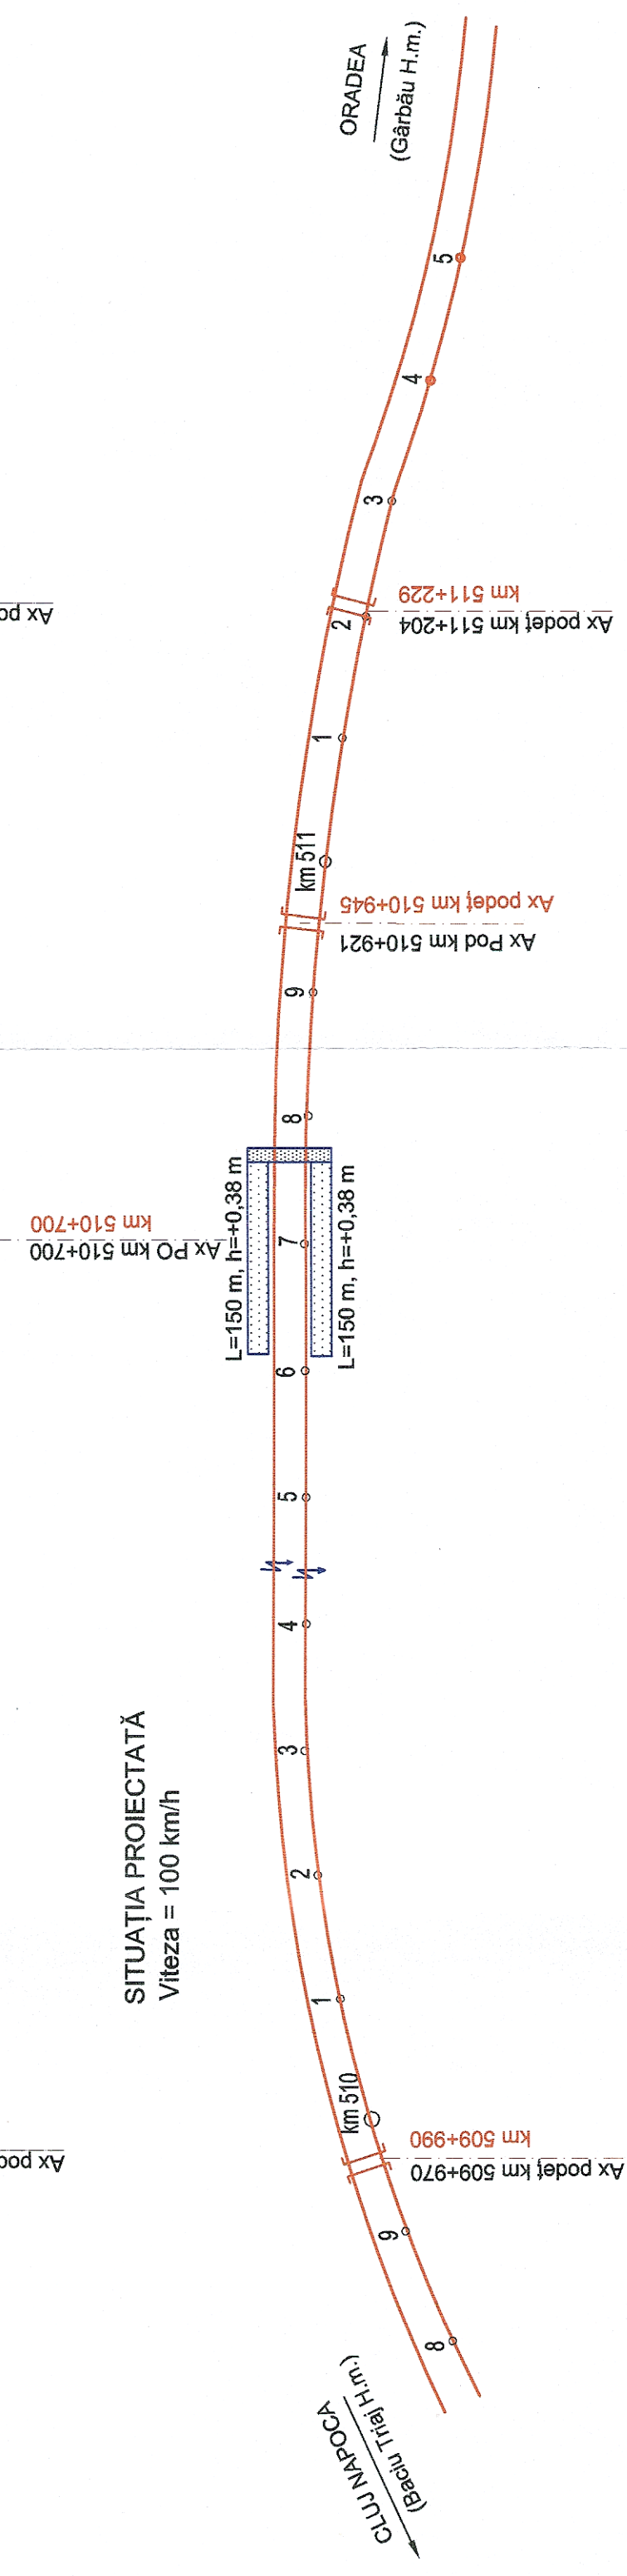 ORADEA
(Gârbău H.m.)
5
4
3
2
km 511+229
Ax podeț km 511+204
1
km 511
Ax podeț km 510+945
Ax Pod km 510+921
9
8
L=150 m, h=+0,38 m
L=150 m, h=+0,38 m
km 510+700
Ax PO km 510+700
7
6
5
4
3
SITUAȚIA PROIECTATĂ
Viteza = 100 km/h
2
1
km 510
km 509+990
Ax podeț km 509+970
9
8
CLUJ NAPOCA
(Baciu Triaj H.m.)
Ax po
Ax pod